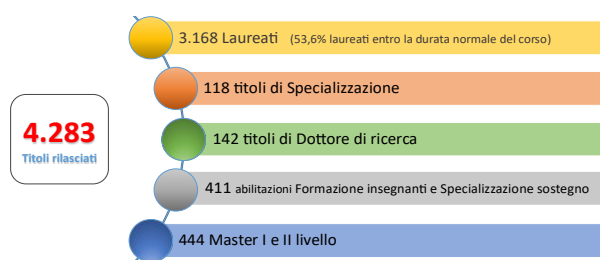 4.283
Titoli rilasciati
3.168 Laureati (53,6% laureati entro la durata normale del corso)
118 titoli di Specializzazione
142 titoli di Dottore di ricerca
411 abilitazioni Formazione insegnanti e Specializzazione sostegno
444 Master I e II livello